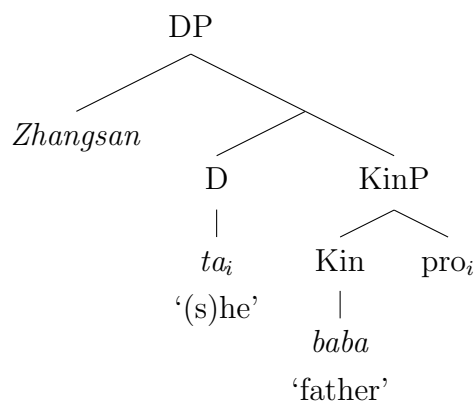 DP
Zhangsan
D KinP
ta_i Kin pro_i
‘(s)he’
baba
‘father’